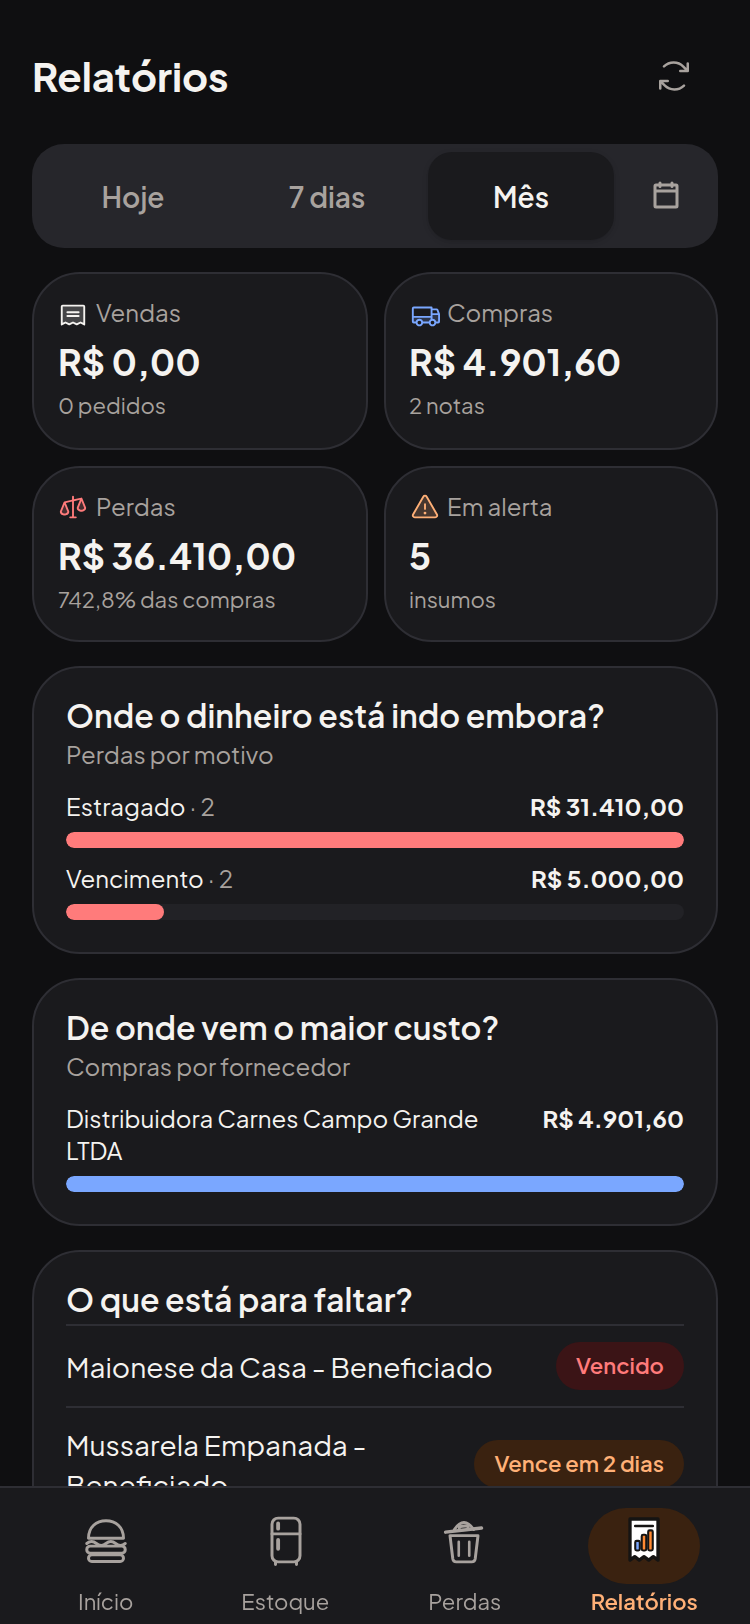 Relatórios
Hoje
7 dias
Mês
Vendas
R$ 0,00
0 pedidos
Compras
R$ 4.901,60
2 notas
Perdas
R$ 36.410,00
742,8% das compras
Em alerta
5
insumos
Onde o dinheiro está indo embora?
Perdas por motivo
Estragado · 2
R$ 31.410,00
Vencimento · 2
R$ 5.000,00
De onde vem o maior custo?
Compras por fornecedor
Distribuidora Carnes Campo Grande
LTDA
R$ 4.901,60
O que está para faltar?
Maionese da Casa - Beneficiado
Vencido
Mussarela Empanada -
Beneficiado
Vence em 2 dias
Início
Estoque
Perdas
Relatórios